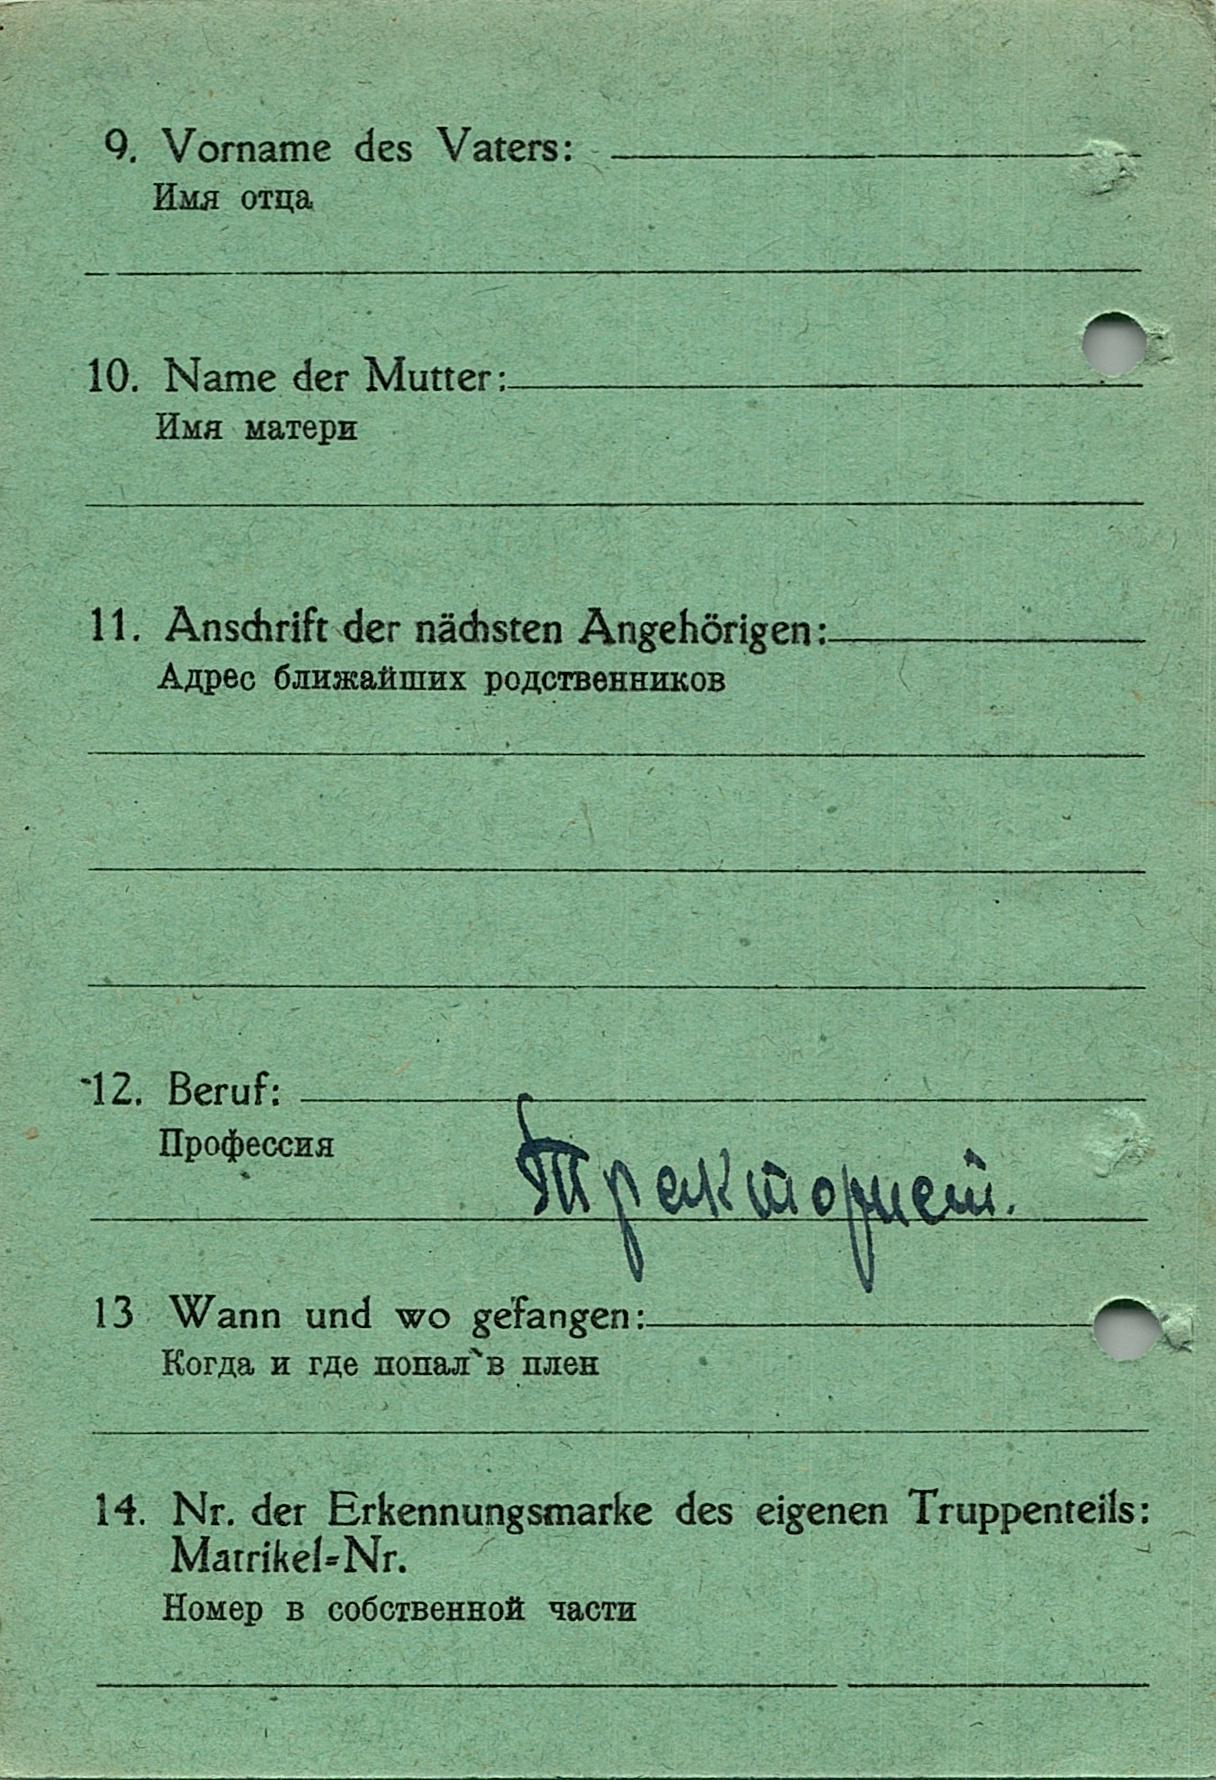 9. Vorname des Vaters:
Имя отца
10. Name der Mutter:
Имя матери
11. Anschrift der nächsten Angehörigen:
Адрес ближайших родственников
12. Beruf:
Профессия
Тракторист.
13 Wann und wo gefangen:
Когда и где попал в плен
14. Nr. der Erkennungsmarke des eigenen Truppenteils:
Matrikel=Nr.
Номер в собственной части